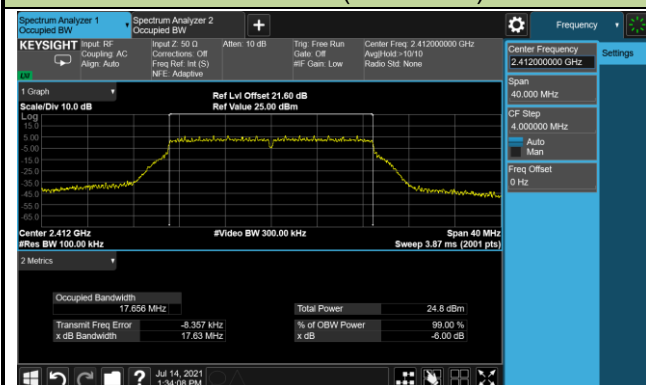 Spectrum Analyzer 1
Occupied BW
Spectrum Analyzer 2
Occupied BW
+
Frequency
KEYSIGHT
Input: RF
Coupling: AC
Align: Auto
Input Z: 50 Ω
Corrections: Off
Freq Ref: Int (S)
NFE: Adaptive
Atten: 10 dB
Trig: Free Run
Gate: Off
#IF Gain: Low
Center Freq: 2.412000000 GHz
Avg|Hold:>10/10
Radio Std: None
LV
Center Frequency
2.412000000 GHz
Settings
Span
40.000 MHz
CF Step
4.000000 MHz
Auto
Man
Freq Offset
0 Hz
1 Graph
Scale/Div 10.0 dB
Ref Lvl Offset 21.60 dB
Ref Value 25.00 dBm
Log
15.0
5.00
-5.00
-15.0
-25.0
-35.0
-45.0
-55.0
-65.0
Center 2.412 GHz
#Res BW 100.00 kHz
#Video BW 300.00 kHz
Span 40 MHz
Sweep 3.87 ms (2001 pts)
2 Metrics
Occupied Bandwidth
17.656 MHz
Total Power 24.8 dBm
Transmit Freq Error -8.357 kHz
% of OBW Power 99.00 %
x dB Bandwidth 17.63 MHz
x dB -6.00 dB
?
Jul 14, 2021
1:34:08 PM